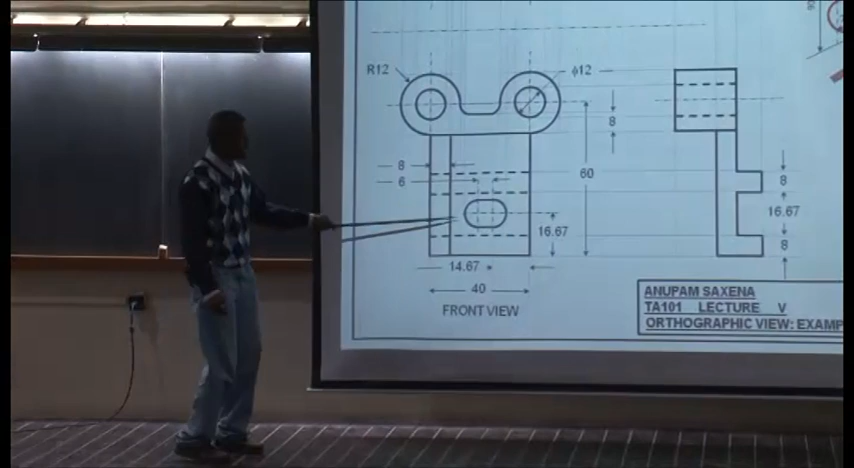 R12
ϕ12
8
60
8
6
8
16.67
8
16.67
14.67
40
FRONT VIEW
ANUPAM SAXENA
TA101 LECTURE V
ORTHOGRAPHIC VIEW:EXAMP